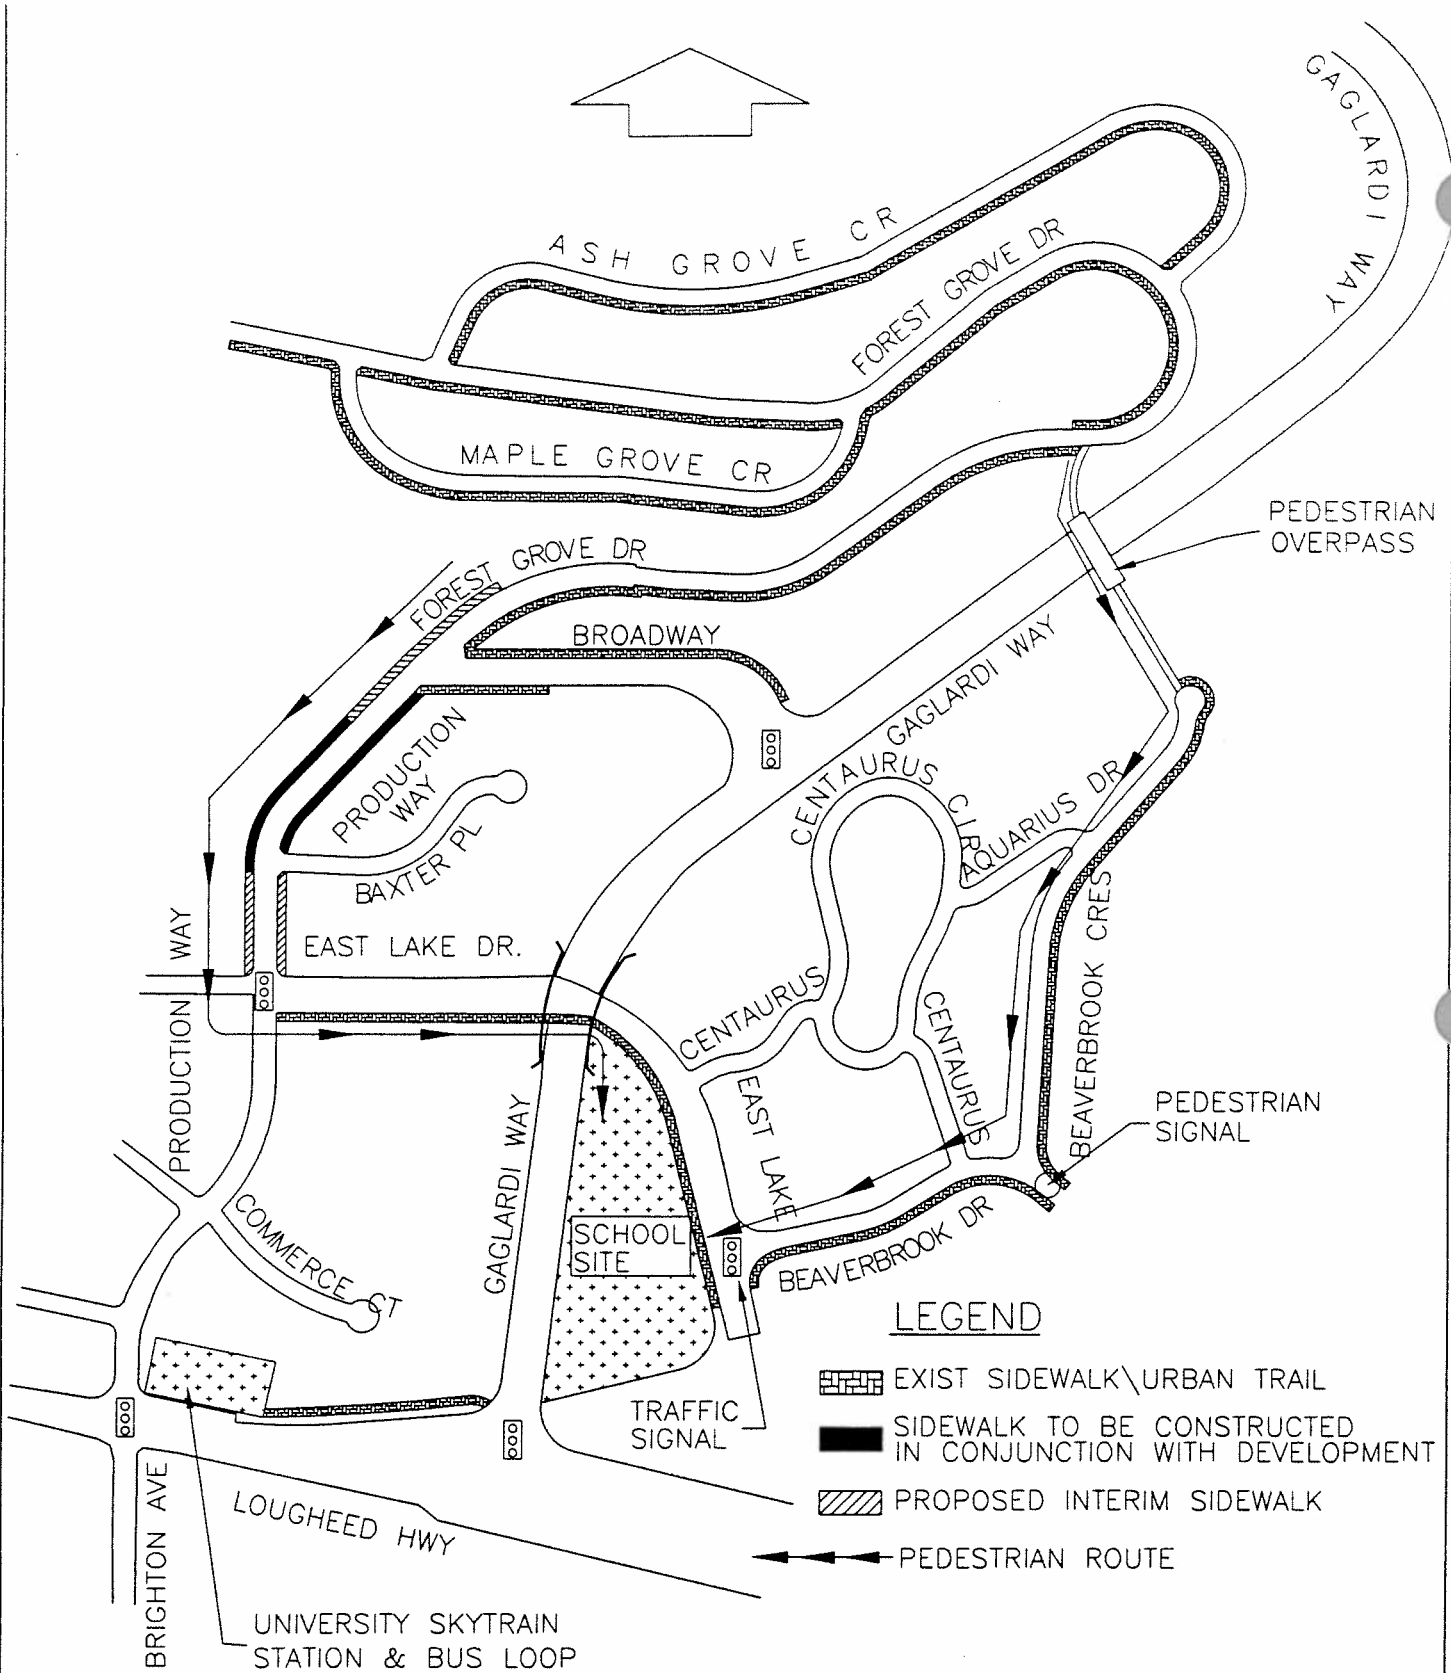 GAGLARDI WAY
ASH GROVE CR
FOREST GROVE DR
MAPLE GROVE CR
PEDESTRIAN
OVERPASS
FOREST GROVE DR
BROADWAY
GAGLARDI WAY
PRODUCTION
WAY
CENTAURUS CIR
AQUARIUS DR
BAXTER PL
BEAVERBROOK CRES
PRODUCTION WAY
EAST LAKE DR.
CENTAURUS
CENTAURUS
EAST LAKE
PEDESTRIAN
SIGNAL
GAGLARDI WAY
COMMERCE CT
SCHOOL
SITE
BEAVERBROOK DR
LEGEND
EXIST SIDEWALK\URBAN TRAIL
SIDEWALK TO BE CONSTRUCTED
IN CONJUNCTION WITH DEVELOPMENT
PROPOSED INTERIM SIDEWALK
PEDESTRIAN ROUTE
TRAFFIC
SIGNAL
LOUGHEED HWY
BRIGHTON AVE
UNIVERSITY SKYTRAIN
STATION & BUS LOOP